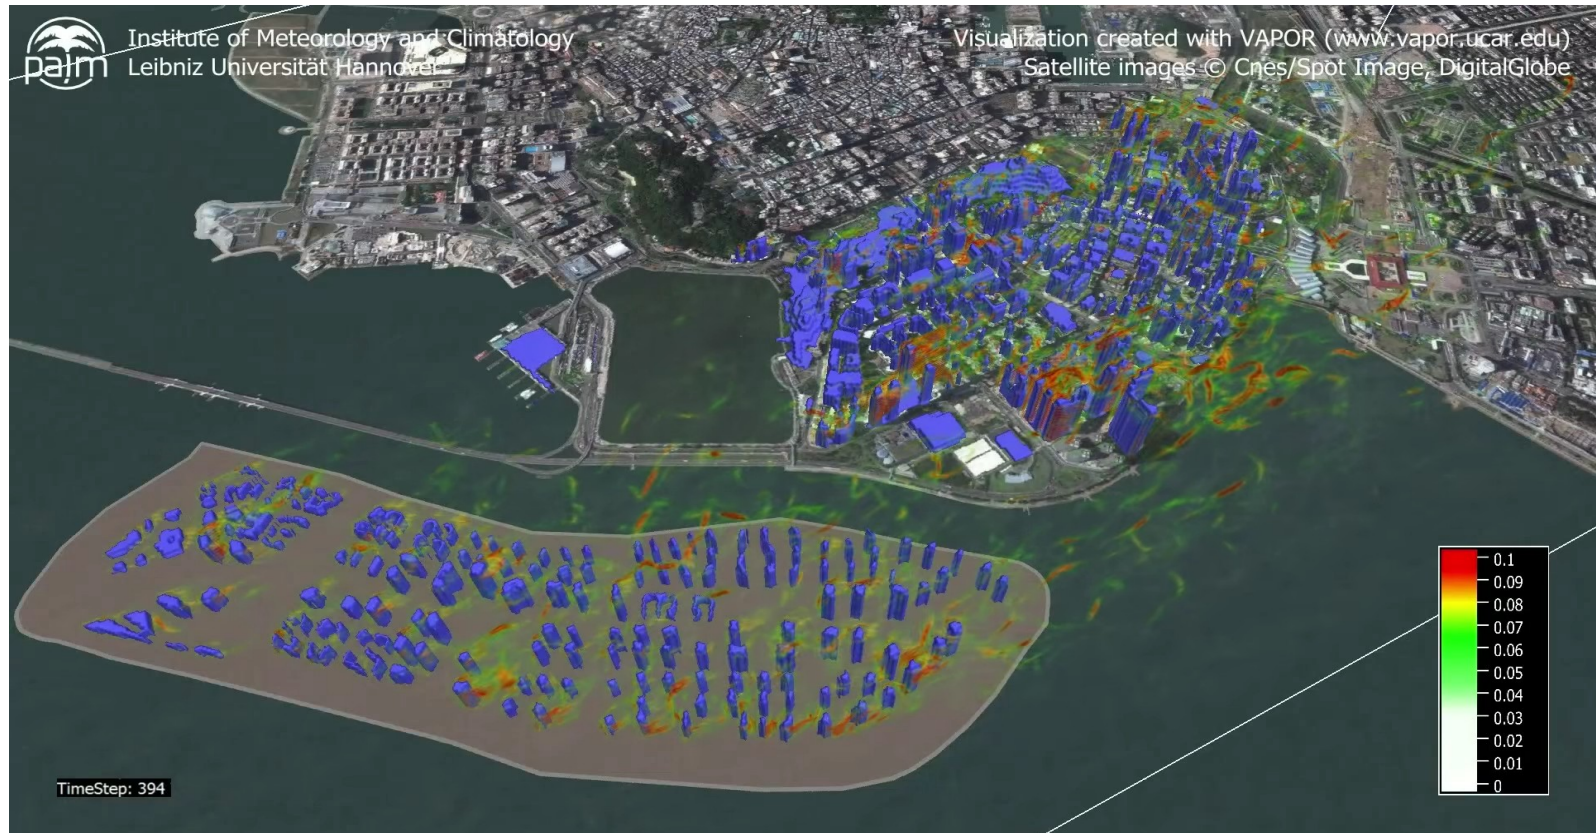 palm
Institute of Meteorology and Climatology
Leibniz Universität Hannover
Visualization created with VAPOR (www.vapor.ucar.edu)
Satellite images © Cnes/Spot Image, DigitalGlobe
0.1
0.09
0.08
0.07
0.06
0.05
0.04
0.03
0.02
0.01
0
TimeStep: 394